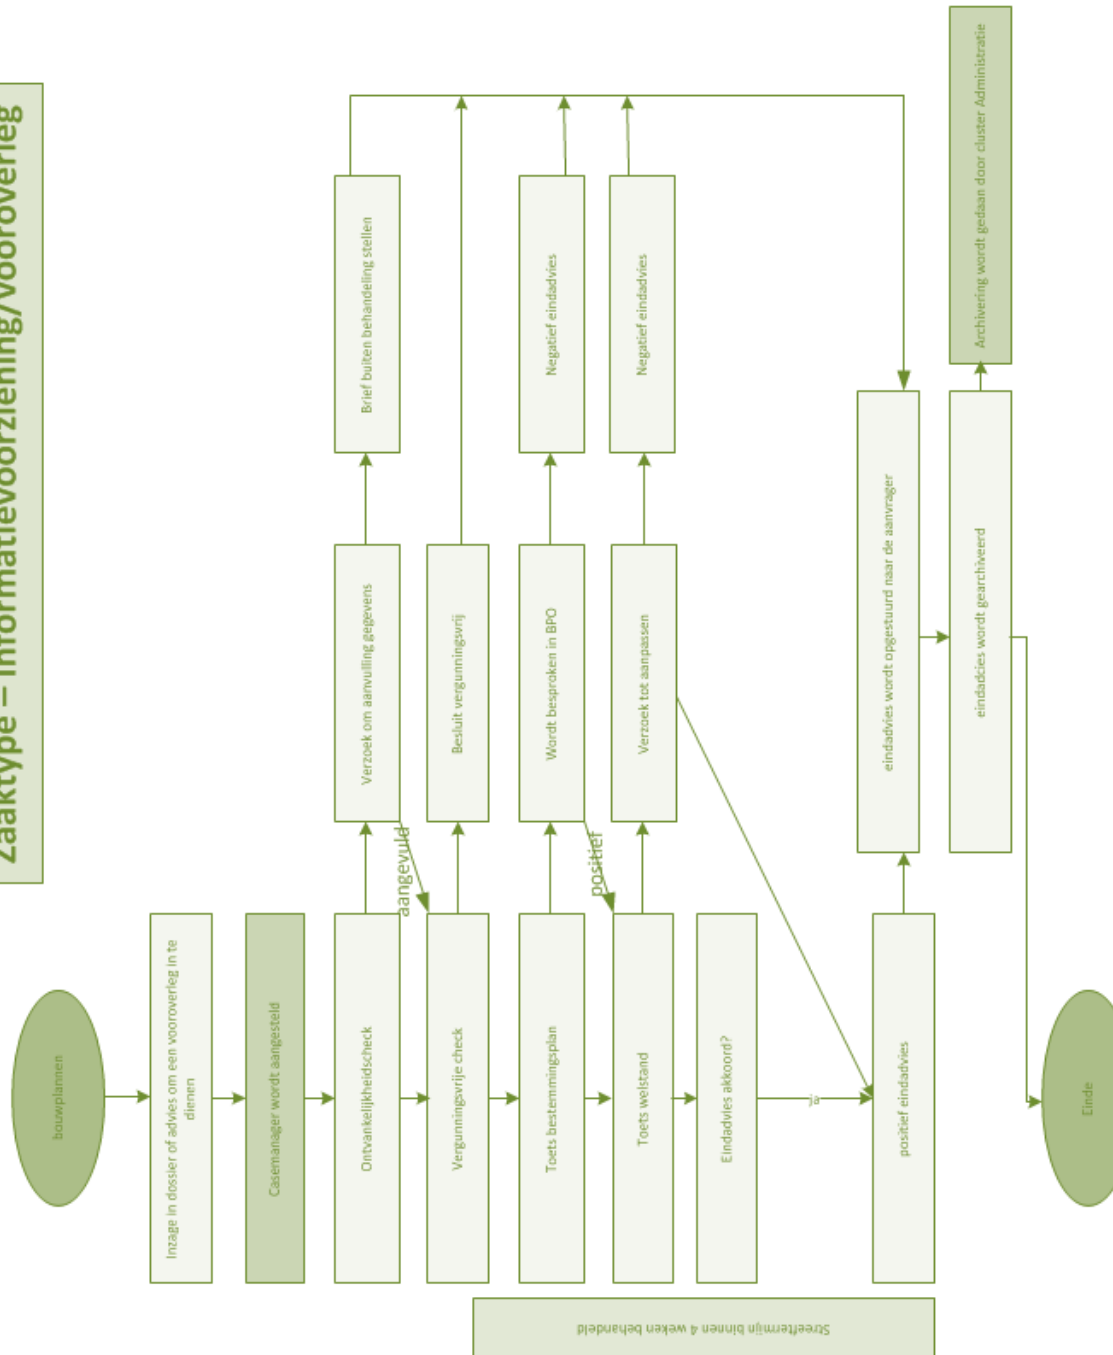 Zaaktype – Informatievoorziening/vooroverleg
bouwplannen
Inzage in dossier of advies om een vooroverleg in te
dienen
Casemanager wordt aangesteld
Ontvankelijkheidscheck
Verzoek om aanvulling gegevens
Brief buiten behandeling stellen
aangevuld
Vergunningsvrije check
Besluit vergunningsvrij
Toets bestemmingsplan
Wordt besproken in BPO
Negatief eindadvies
positief
Toets welstand
Verzoek tot aanpassen
Negatief eindadvies
Eindadvies akkoord?
ja
positief eindadvies
eindadvies wordt opgestuurd naar de aanvrager
eindadcies wordt gearchiveerd
Archivering wordt gedaan door cluster Administratie
Einde
Streeftermijn binnen 4 weken behandeld